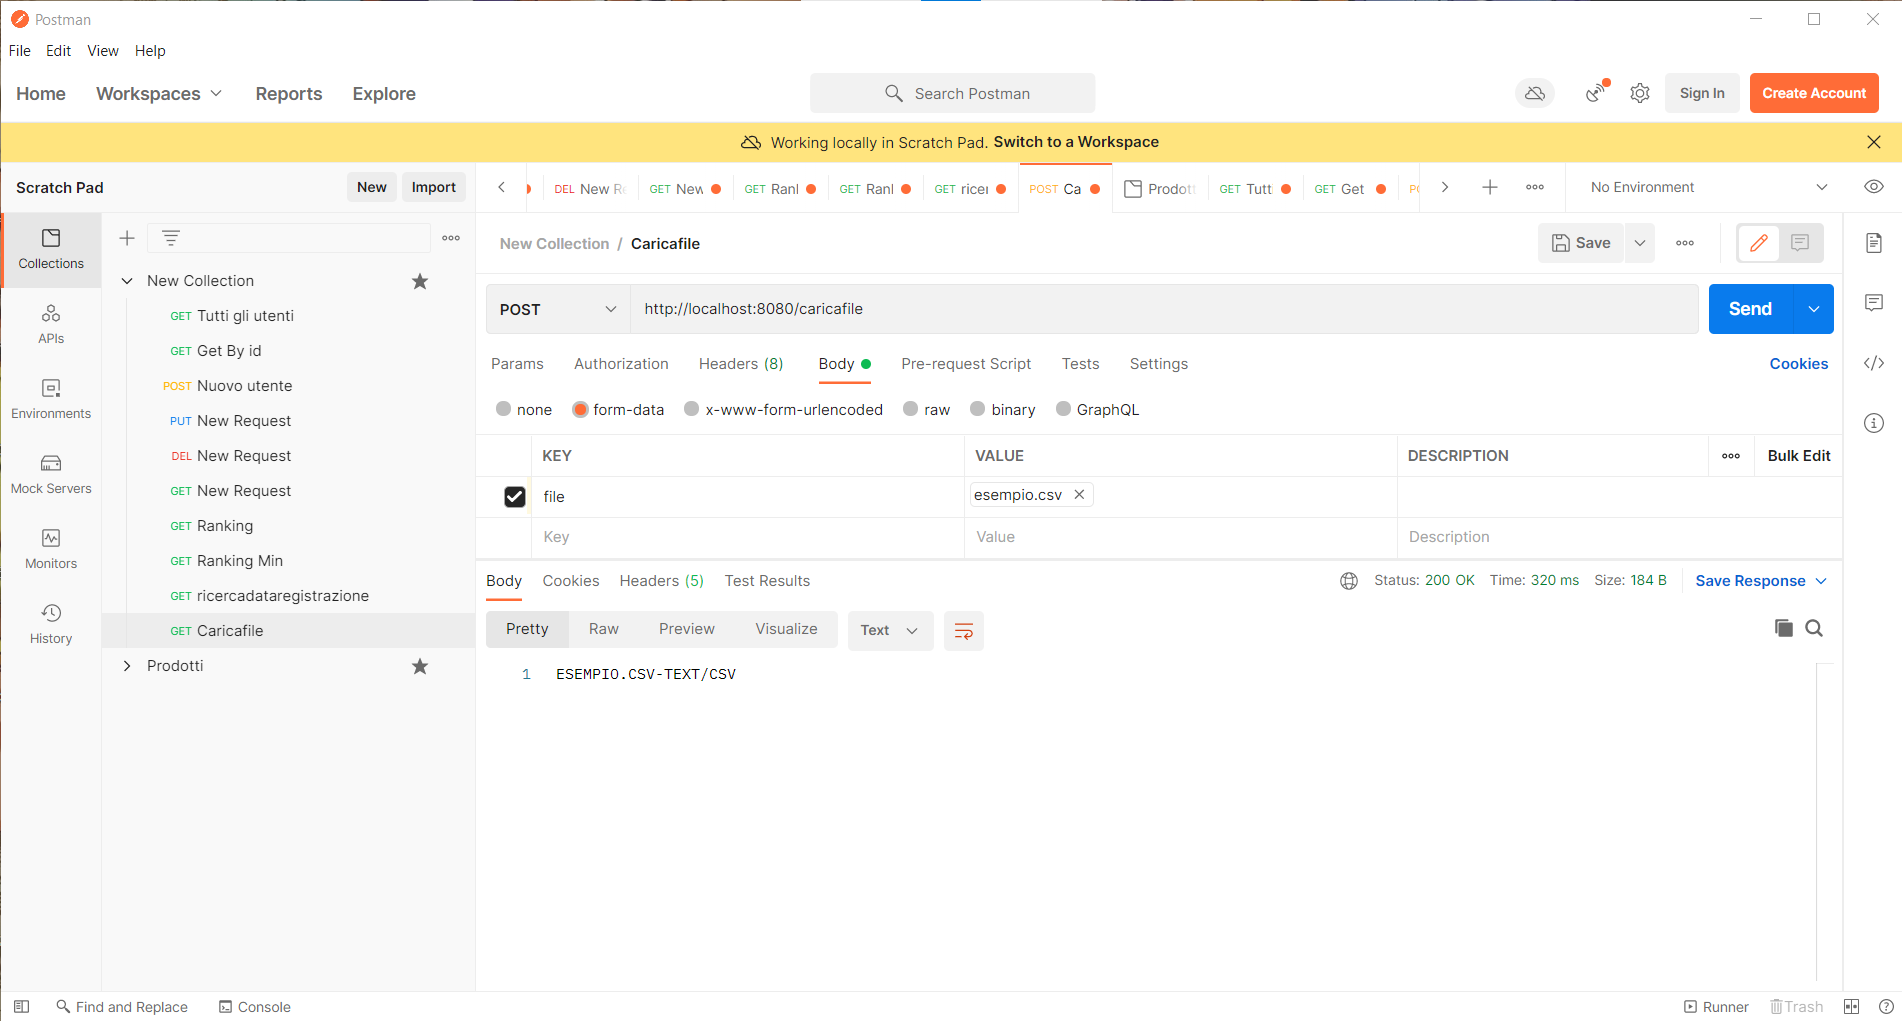 Postman
File Edit View Help
Home Workspaces Reports Explore Search Postman Sign In Create Account
Working locally in Scratch Pad. Switch to a Workspace
Scratch Pad New Import
DEL New Re GET New GET Ranl GET Ranl GET ricer POST Ca Prodott GET Tutt GET Get No Environment
Collections
APIs
Environments
Mock Servers
Monitors
History
New Collection
GET Tutti gli utenti
GET Get By id
POST Nuovo utente
PUT New Request
DEL New Request
GET New Request
GET Ranking
GET Ranking Min
GET ricercadataregistrazione
GET Caricafile
Prodotti
New Collection / Caricafile Save
POST http://localhost:8080/caricafile Send
Params Authorization Headers (8) Body Pre-request Script Tests Settings Cookies
none form-data x-www-form-urlencoded raw binary GraphQL
KEY VALUE DESCRIPTION Bulk Edit
file esempio.csv
Key Value Description
Body Cookies Headers (5) Test Results Status: 200 OK Time: 320 ms Size: 184 B Save Response
Pretty Raw Preview Visualize Text
1 ESEMPIO.CSV-TEXT/CSV
Find and Replace Console Runner Trash